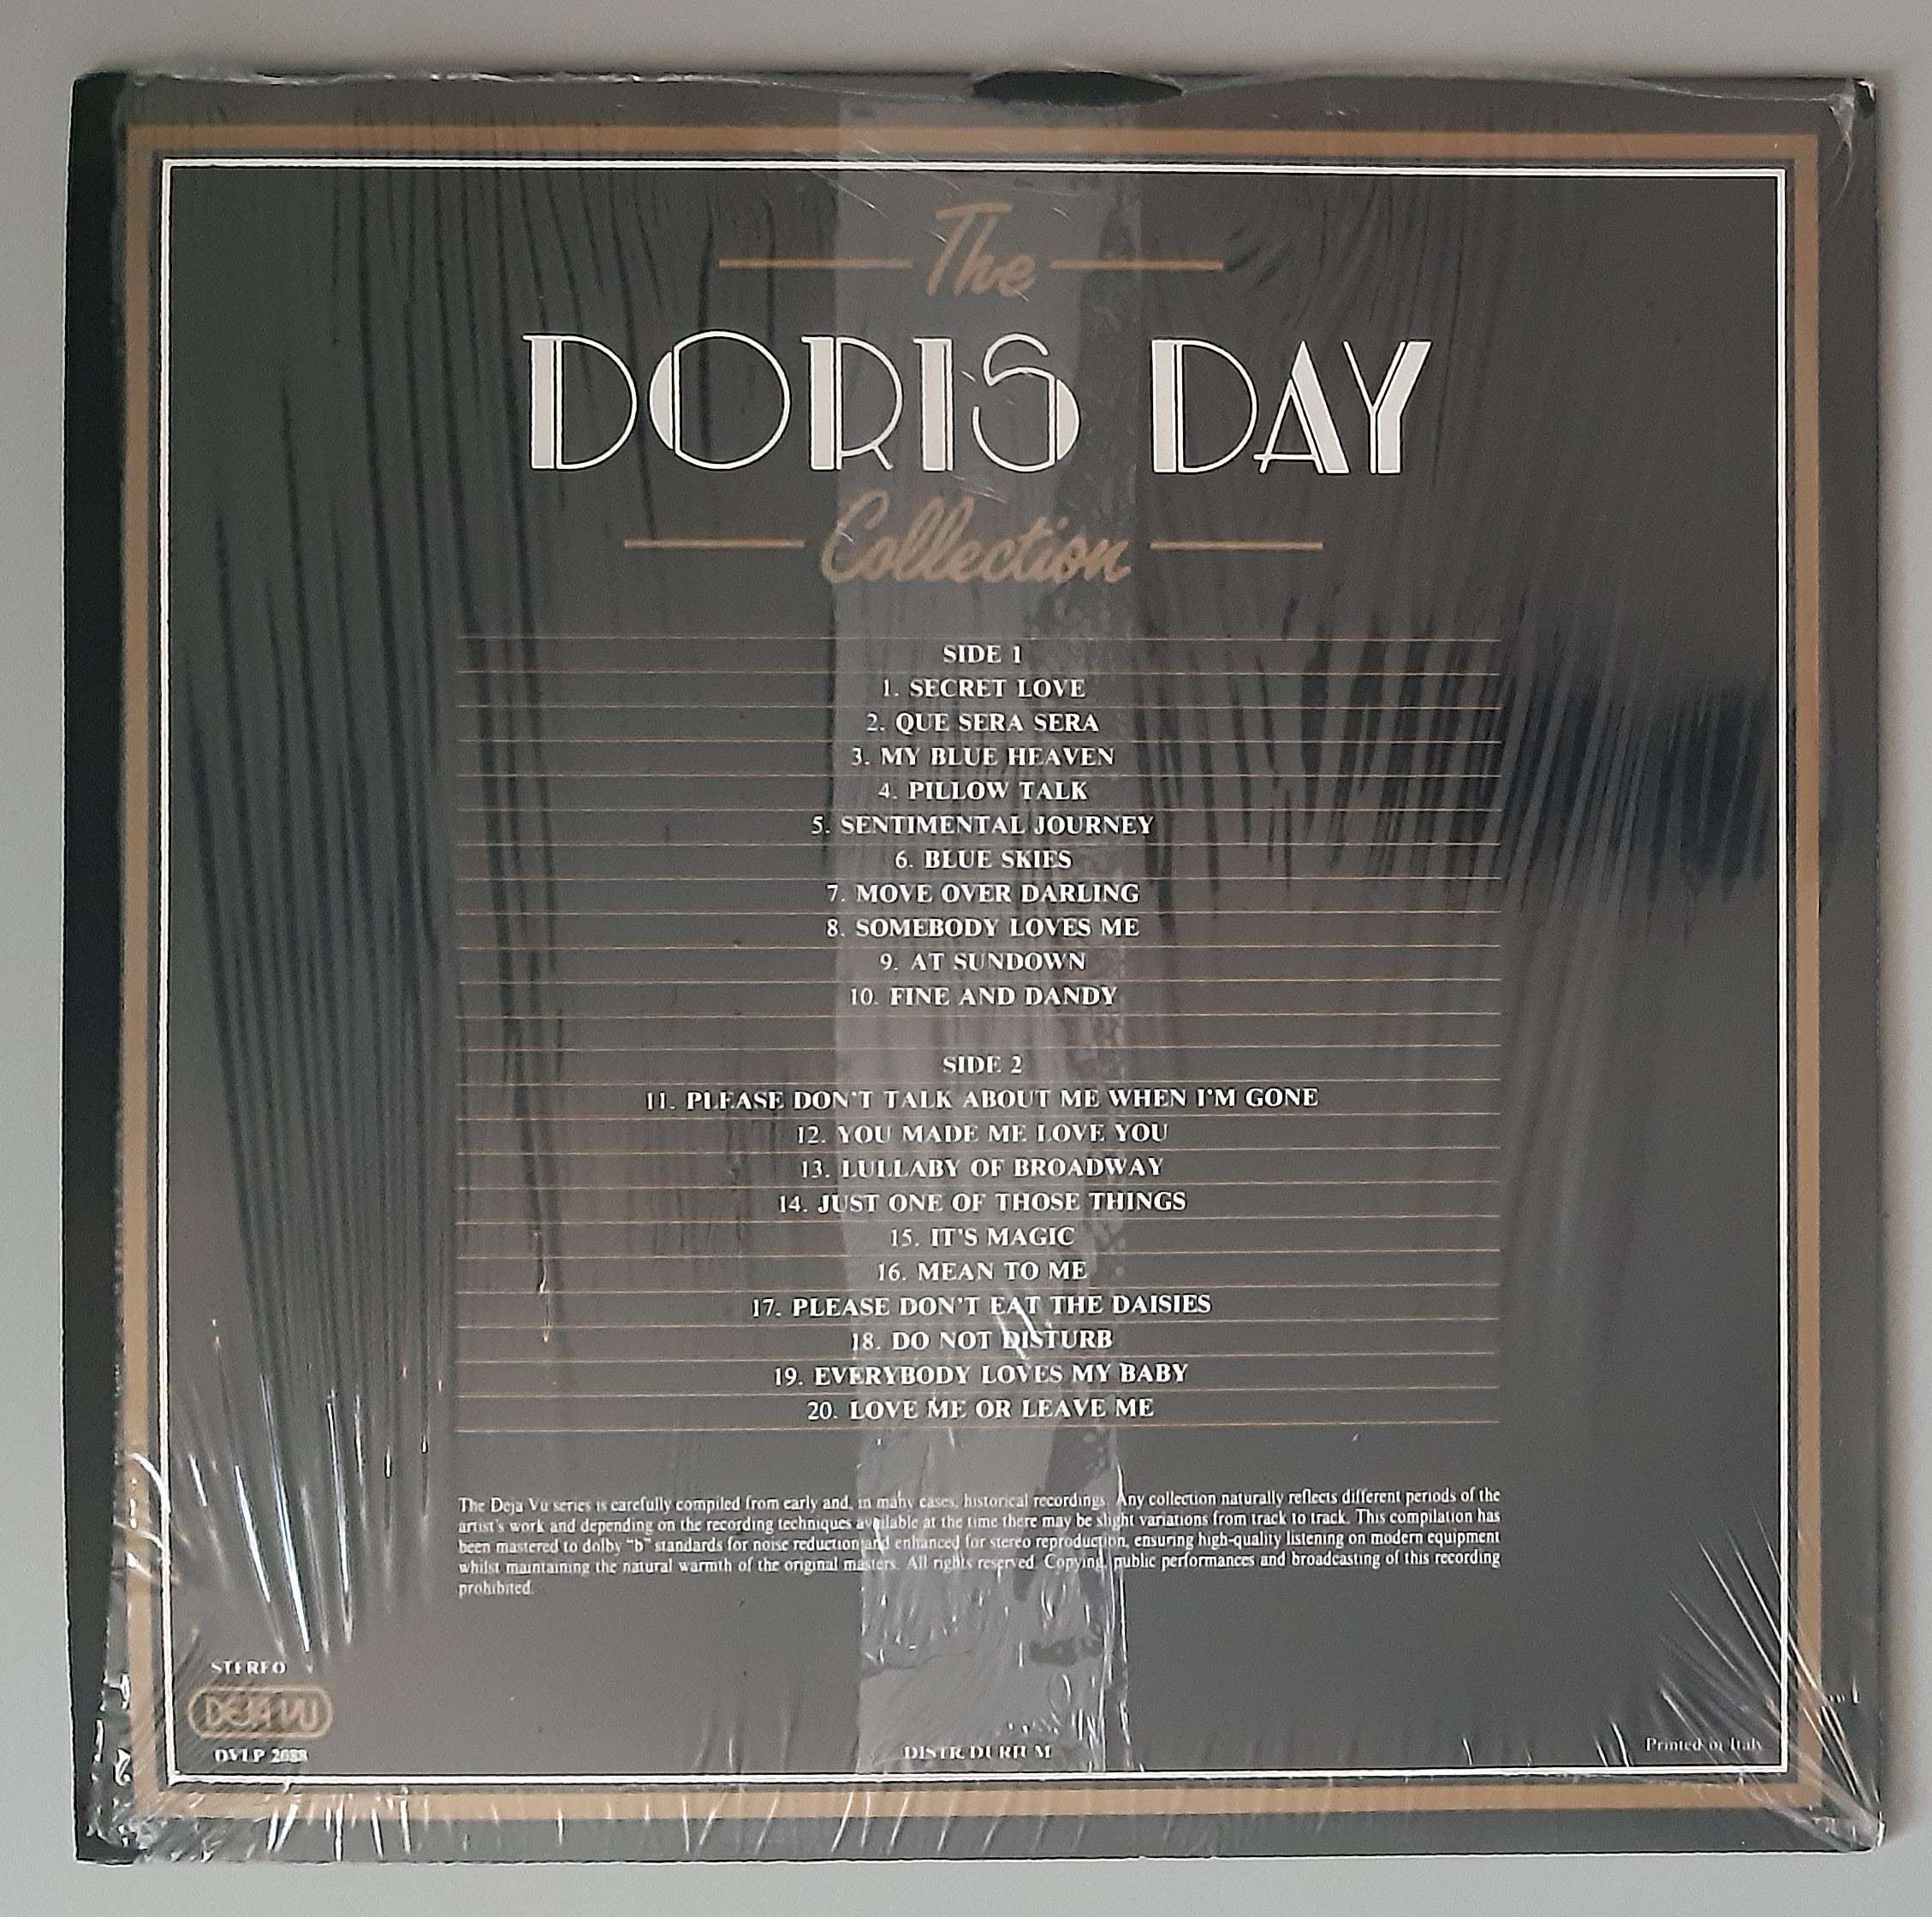 The
DORIS DAY
Collection
SIDE 1
1. SECRET LOVE
2. QUE SERA SERA
3. MY BLUE HEAVEN
4. PILLOW TALK
5. SENTIMENTAL JOURNEY
6. BLUE SKIES
7. MOVE OVER DARLING
8. SOMEBODY LOVES ME
9. AT SUNDOWN
10. FINE AND DANDY
SIDE 2
11. PLEASE DON'T TALK ABOUT ME WHEN I'M GONE
12. YOU MADE ME LOVE YOU
13. LULLABY OF BROADWAY
14. JUST ONE OF THOSE THINGS
15. IT'S MAGIC
16. MEAN TO ME
17. PLEASE DON'T EAT THE DAISIES
18. DO NOT DISTURB
19. EVERYBODY LOVES MY BABY
20. LOVE ME OR LEAVE ME
The Deja Vu series is carefully compiled from early and, in many cases, historical recordings. Any collection naturally reflects different periods of the
artist's work and depending on the recording techniques available at the time there may be slight variations from track to track. This compilation has
been mastered to dolby "b" standards for noise reduction and enhanced for stereo reproduction, ensuring high-quality listening on modern equipment
whilst maintaining the natural warmth of the original masters. All rights reserved. Copying, public performances and broadcasting of this recording
prohibited.
STEREO
DEJA VU
DVLP 2088
DISTR. DURIUM
Printed in Italy